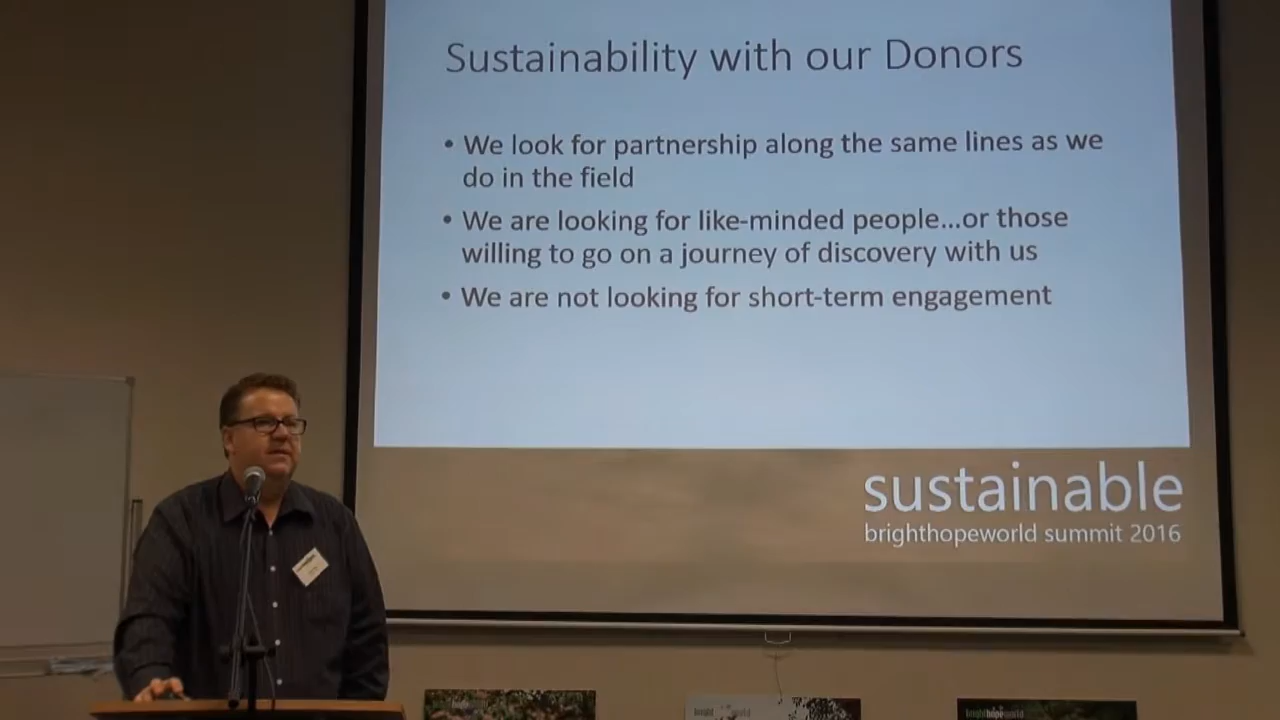 Sustainability with our Donors
• We look for partnership along the same lines as we
do in the field
• We are looking for like-minded people...or those
willing to go on a journey of discovery with us
• We are not looking for short-term engagement
sustainable
brighthopeworld summit 2016
brighthopeworld